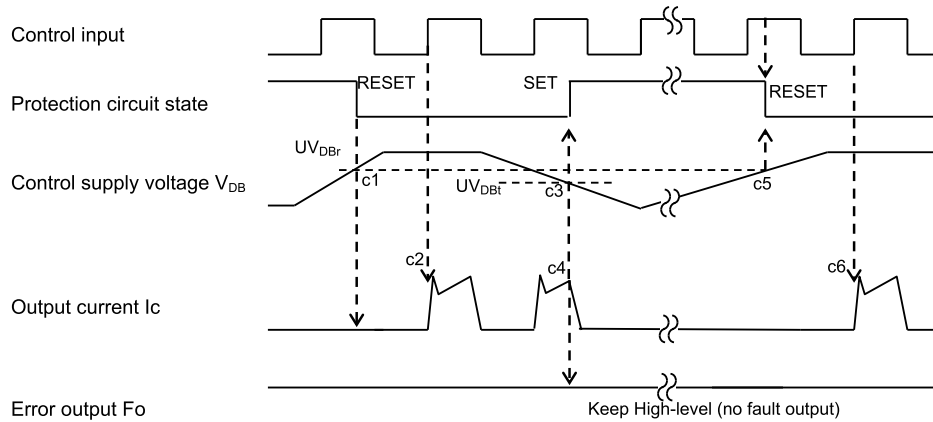 Control input
Protection circuit state
RESET
SET
RESET
UVDBr
Control supply voltage VDB
c1
UVDBt
c3
c5
c2
c4
c6
Output current Ic
Error output Fo
Keep High-level (no fault output)